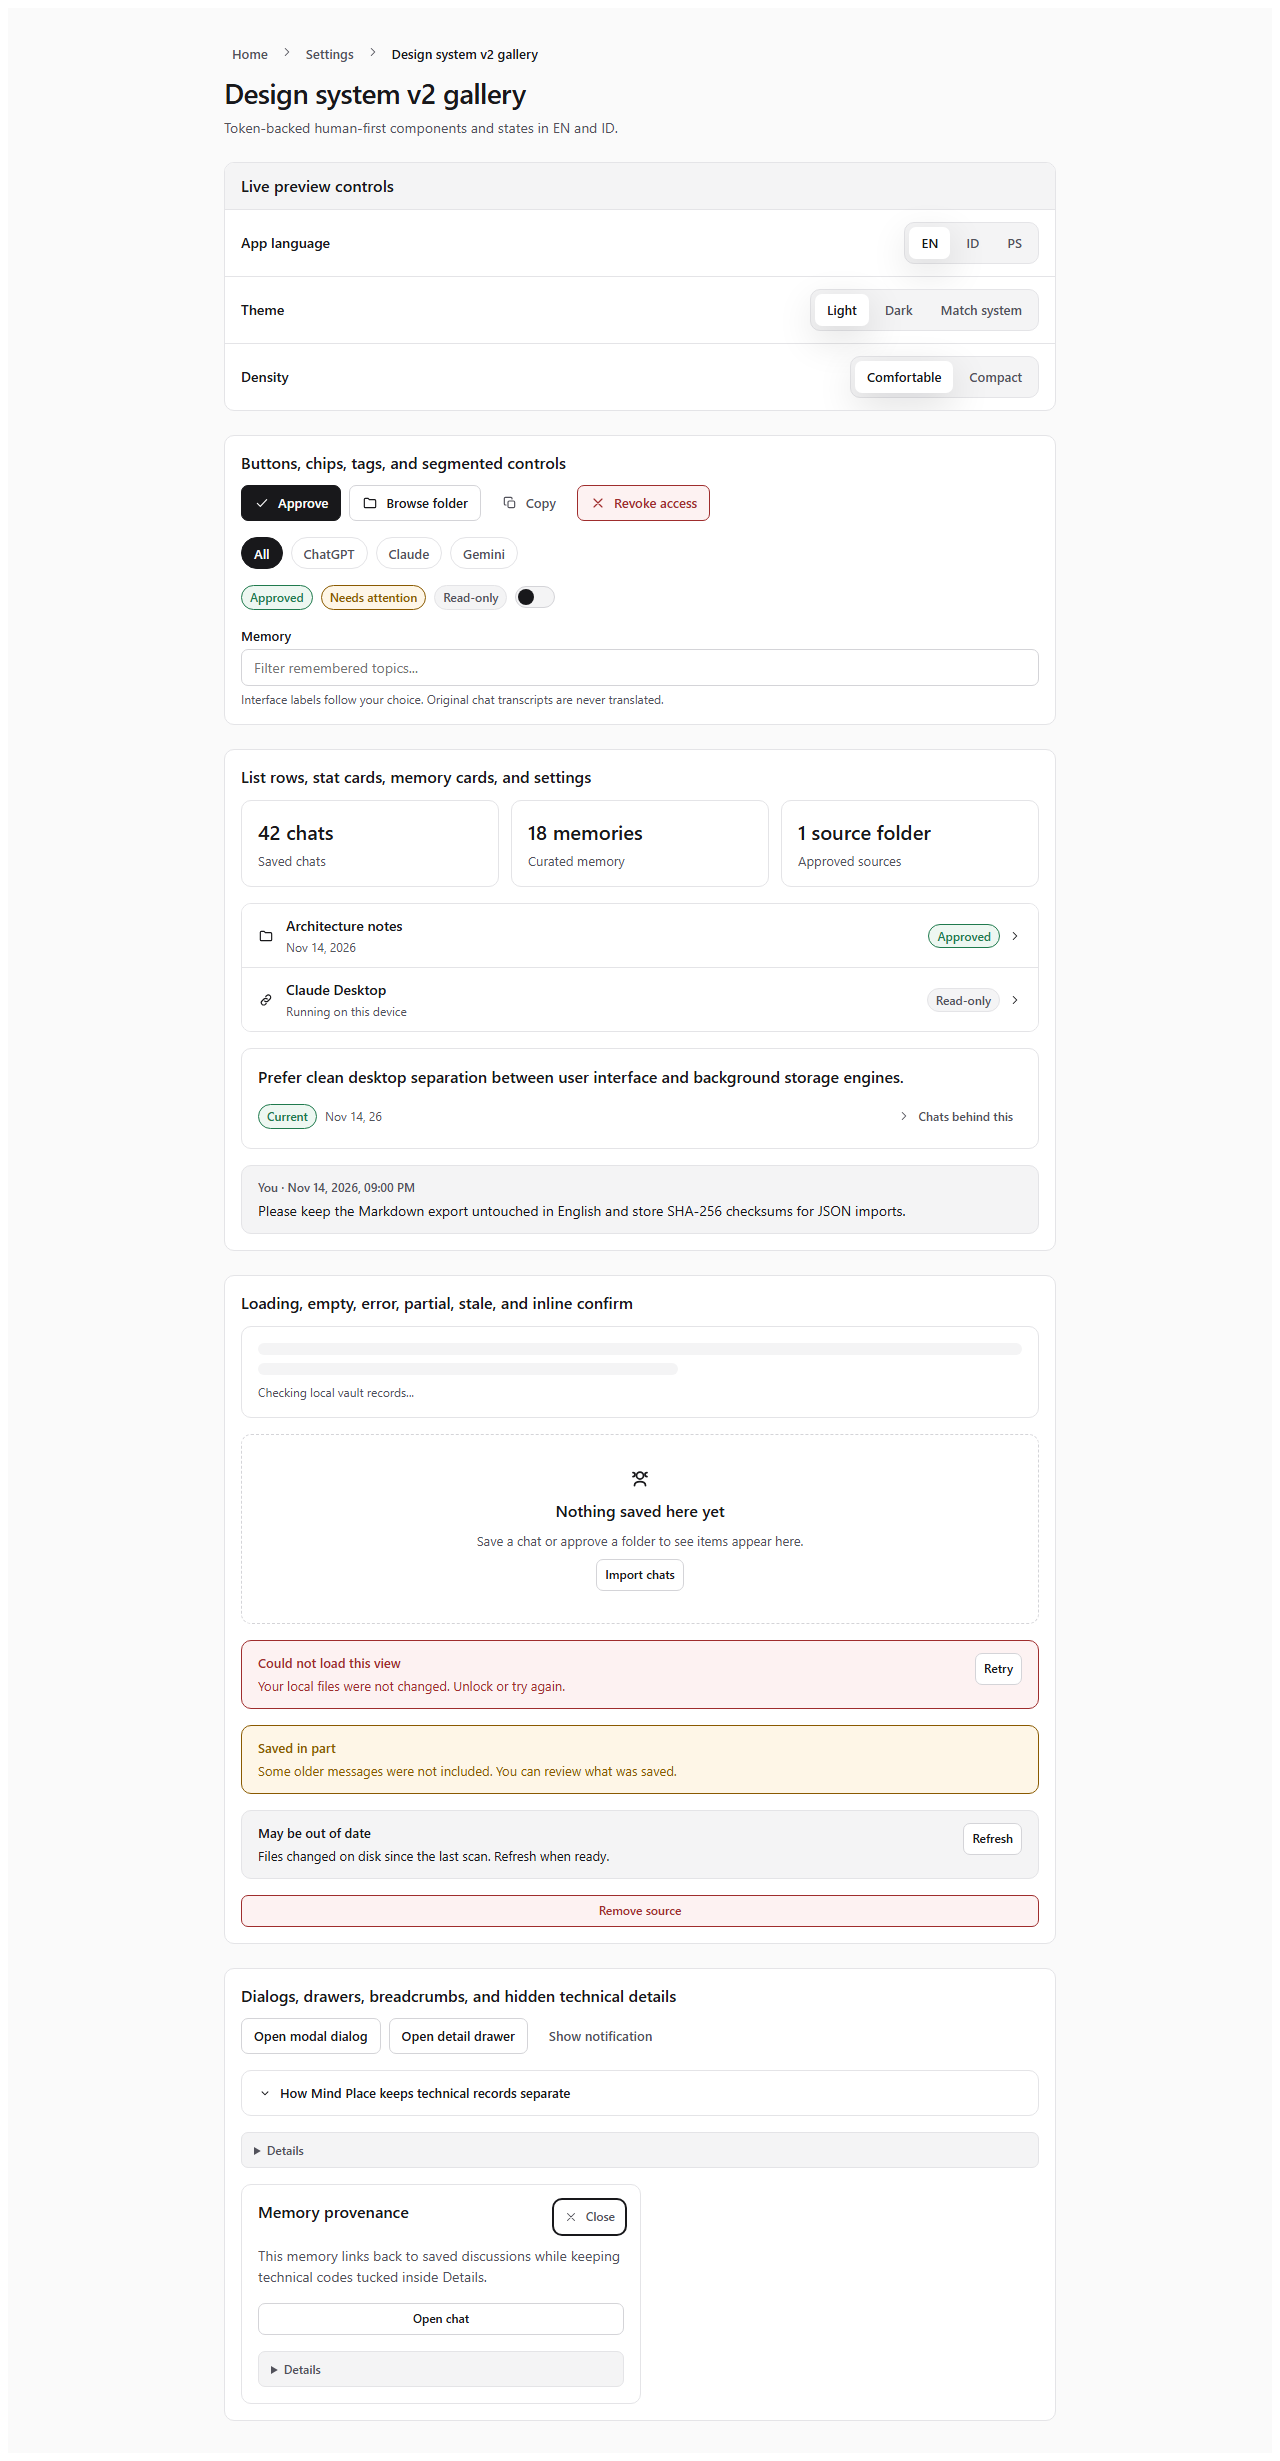 Home > Settings > Design system v2 gallery
Design system v2 gallery
Token-backed human-first components and states in EN and ID.
Live preview controls
App language
EN ID PS
Theme
Light Dark Match system
Density
Comfortable Compact
Buttons, chips, tags, and segmented controls
Approve Browse folder Copy Revoke access
All ChatGPT Claude Gemini
Approved Needs attention Read-only
Memory
Filter remembered topics...
Interface labels follow your choice. Original chat transcripts are never translated.
List rows, stat cards, memory cards, and settings
42 chats
Saved chats
18 memories
Curated memory
1 source folder
Approved sources
Architecture notes
Nov 14, 2026
Approved
Claude Desktop
Running on this device
Read-only
Prefer clean desktop separation between user interface and background storage engines.
Current Nov 14, 26
Chats behind this
You · Nov 14, 2026, 09:00 PM
Please keep the Markdown export untouched in English and store SHA-256 checksums for JSON imports.
Loading, empty, error, partial, stale, and inline confirm
Checking local vault records...
Nothing saved here yet
Save a chat or approve a folder to see items appear here.
Import chats
Could not load this view
Your local files were not changed. Unlock or try again.
Retry
Saved in part
Some older messages were not included. You can review what was saved.
May be out of date
Files changed on disk since the last scan. Refresh when ready.
Refresh
Remove source
Dialogs, drawers, breadcrumbs, and hidden technical details
Open modal dialog Open detail drawer Show notification
How Mind Place keeps technical records separate
Details
Memory provenance
Close
This memory links back to saved discussions while keeping
technical codes tucked inside Details.
Open chat
Details